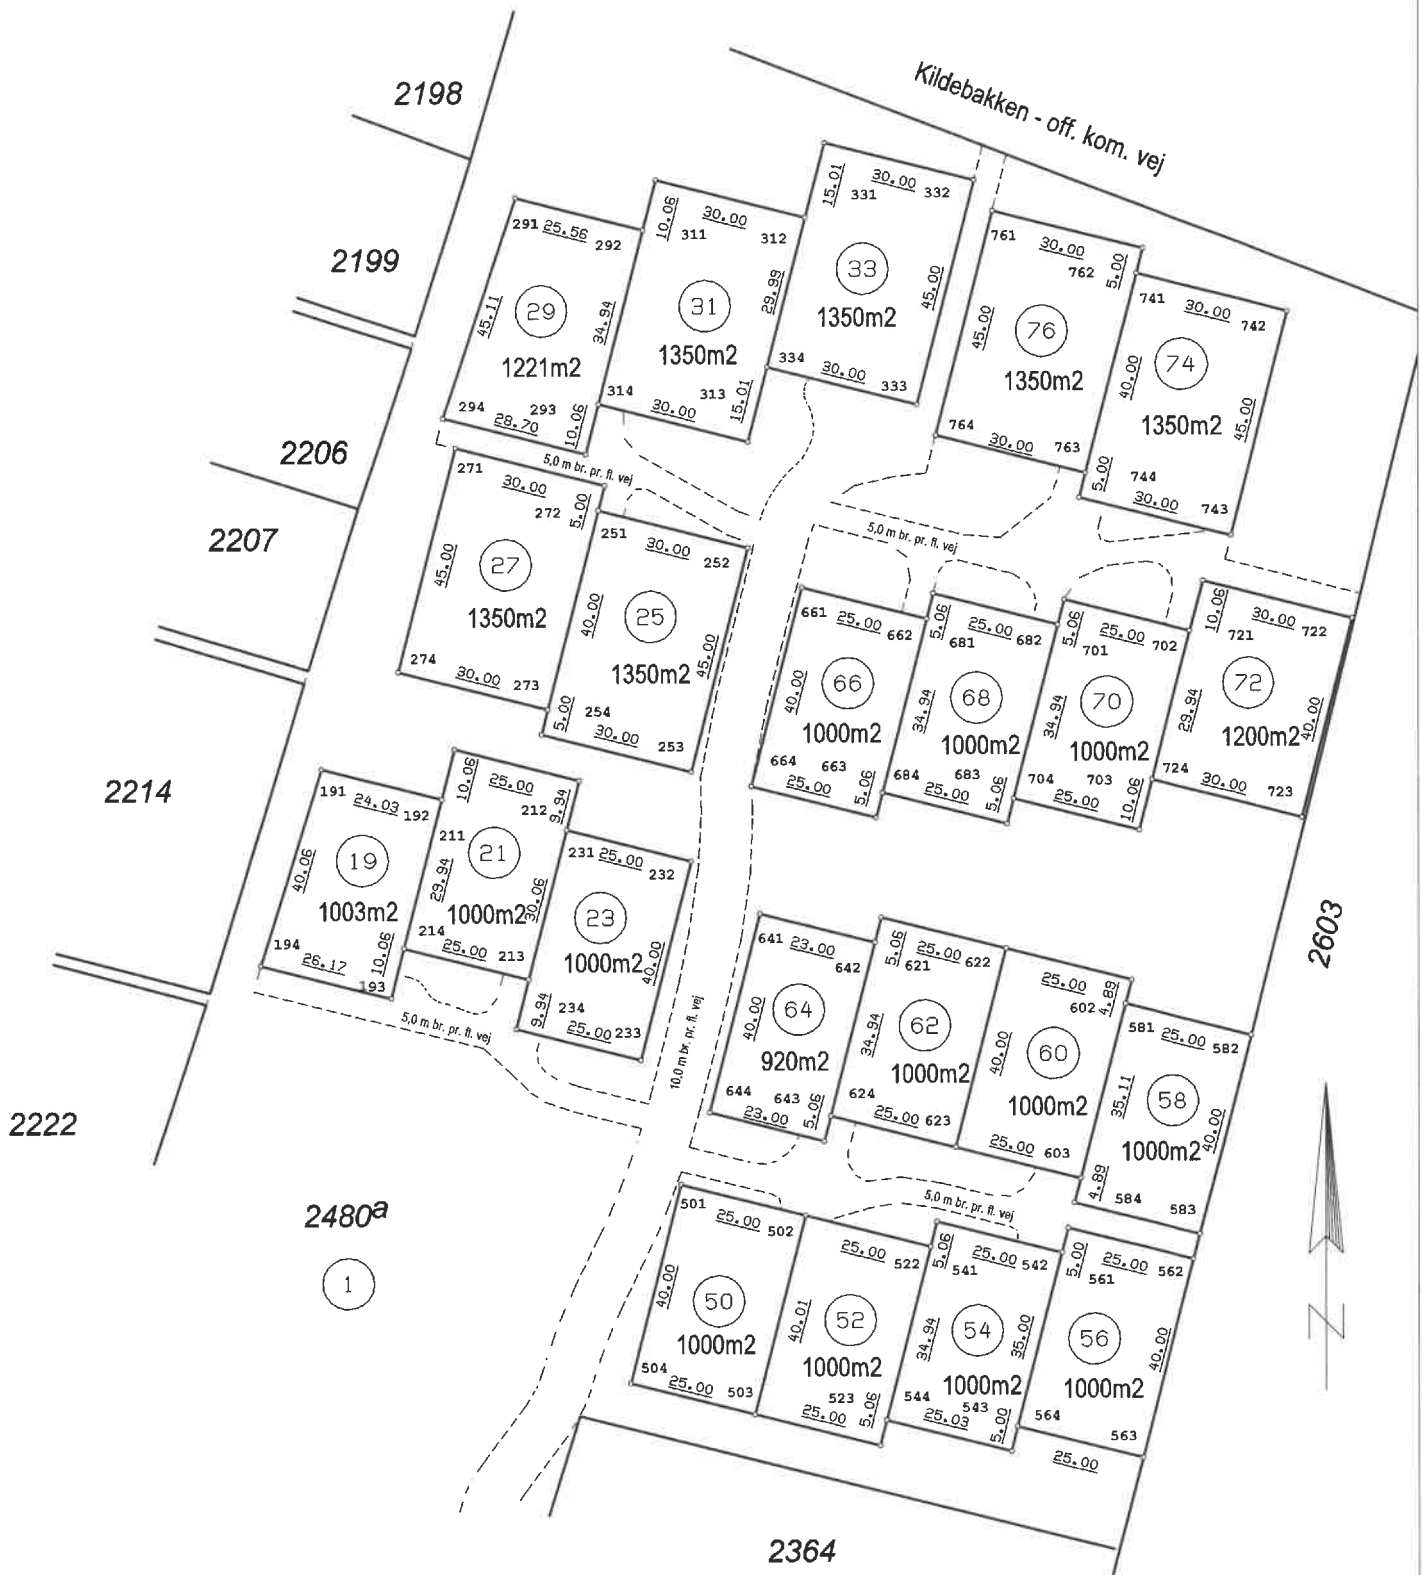 Kildebakken - off. kom. vej
2198
2199
2206
2207
2214
2222
2480a
1
2364
2603
N
291 25.56 292
45.11
29
34.94
1221m2
294 28.70 293
10.06
10.06
30.00
311 312
31
29.99
1350m2
314 30.00 313
15.01
15.01
30.00
331 332
33
45.00
1350m2
334 30.00 333
761 30.00 762
5.00
45.00
76
1350m2
764 30.00 763
741 30.00 742
40.00
74
45.00
1350m2
5.00
744 30.00 743
5,0 m br. pr. fl. vej
271 30.00 272
5.00
45.00
27
1350m2
274 30.00 273
251 30.00 252
40.00
25
45.00
1350m2
5.00
254 30.00 253
5,0 m br. pr. fl. vej
661 25.00 662
40.00
66
1000m2
664 663
25.00
5.06
5.06
25.00
681 682
34.94
68
1000m2
684 683
25.00
5.06
5.06
25.00
701 702
34.94
70
1000m2
704 703
25.00
10.06
10.06
30.00
721 722
29.94
72
40.00
1200m2
724 30.00 723
191 24.03 192
40.06
19
1003m2
194 26.17 193
10.06
10.06
25.00
212
9.94
211
21
29.94
1000m2
214 25.00 213
231 25.00 232
30.06
23
1000m2
40.00
9.94
234 25.00 233
5,0 m br. pr. fl. vej
10,0 m br. pr. fl. vej
641 23.00 642
40.00
64
920m2
644 643
23.00
5.06
5.06
25.00
621 622
34.94
62
1000m2
624 25.00 623
25.00
602
4.89
40.00
60
1000m2
25.00 603
581 25.00 582
35.11
58
40.00
1000m2
4.89
584 583
5,0 m br. pr. fl. vej
501 25.00 502
40.00
50
1000m2
504 25.00 503
25.00 522
40.01
52
1000m2
523
25.00
5.06
5.06
25.00
541 542
34.94
54
35.00
1000m2
544 543
25.03
5.00
5.00
25.00
561 562
56
40.00
1000m2
564 563
25.00